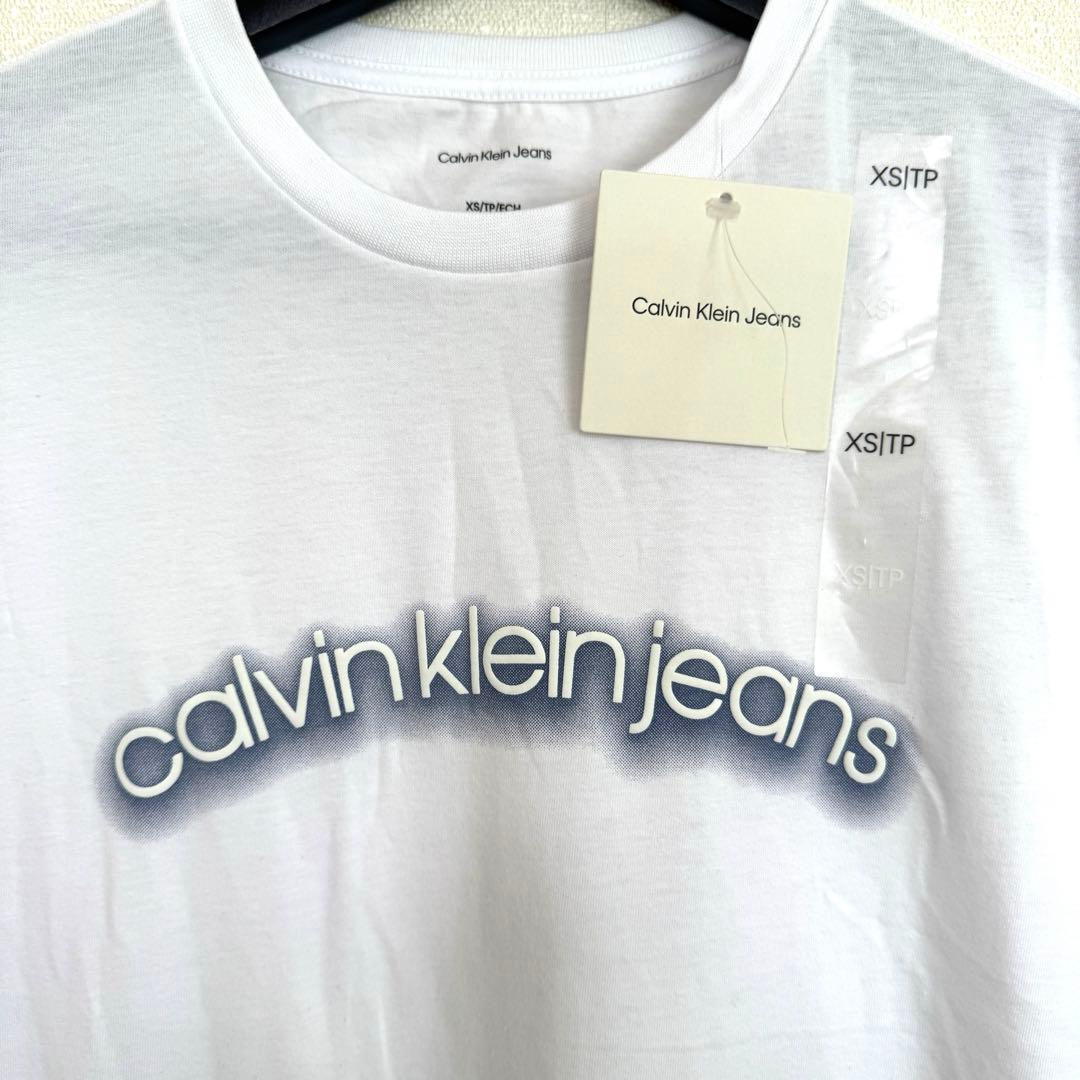 Calvin Klein Jeans
XS/TP/ECH
Calvin Klein Jeans
XS|TP
XS|TP
XS|TP
calvin klein jeans